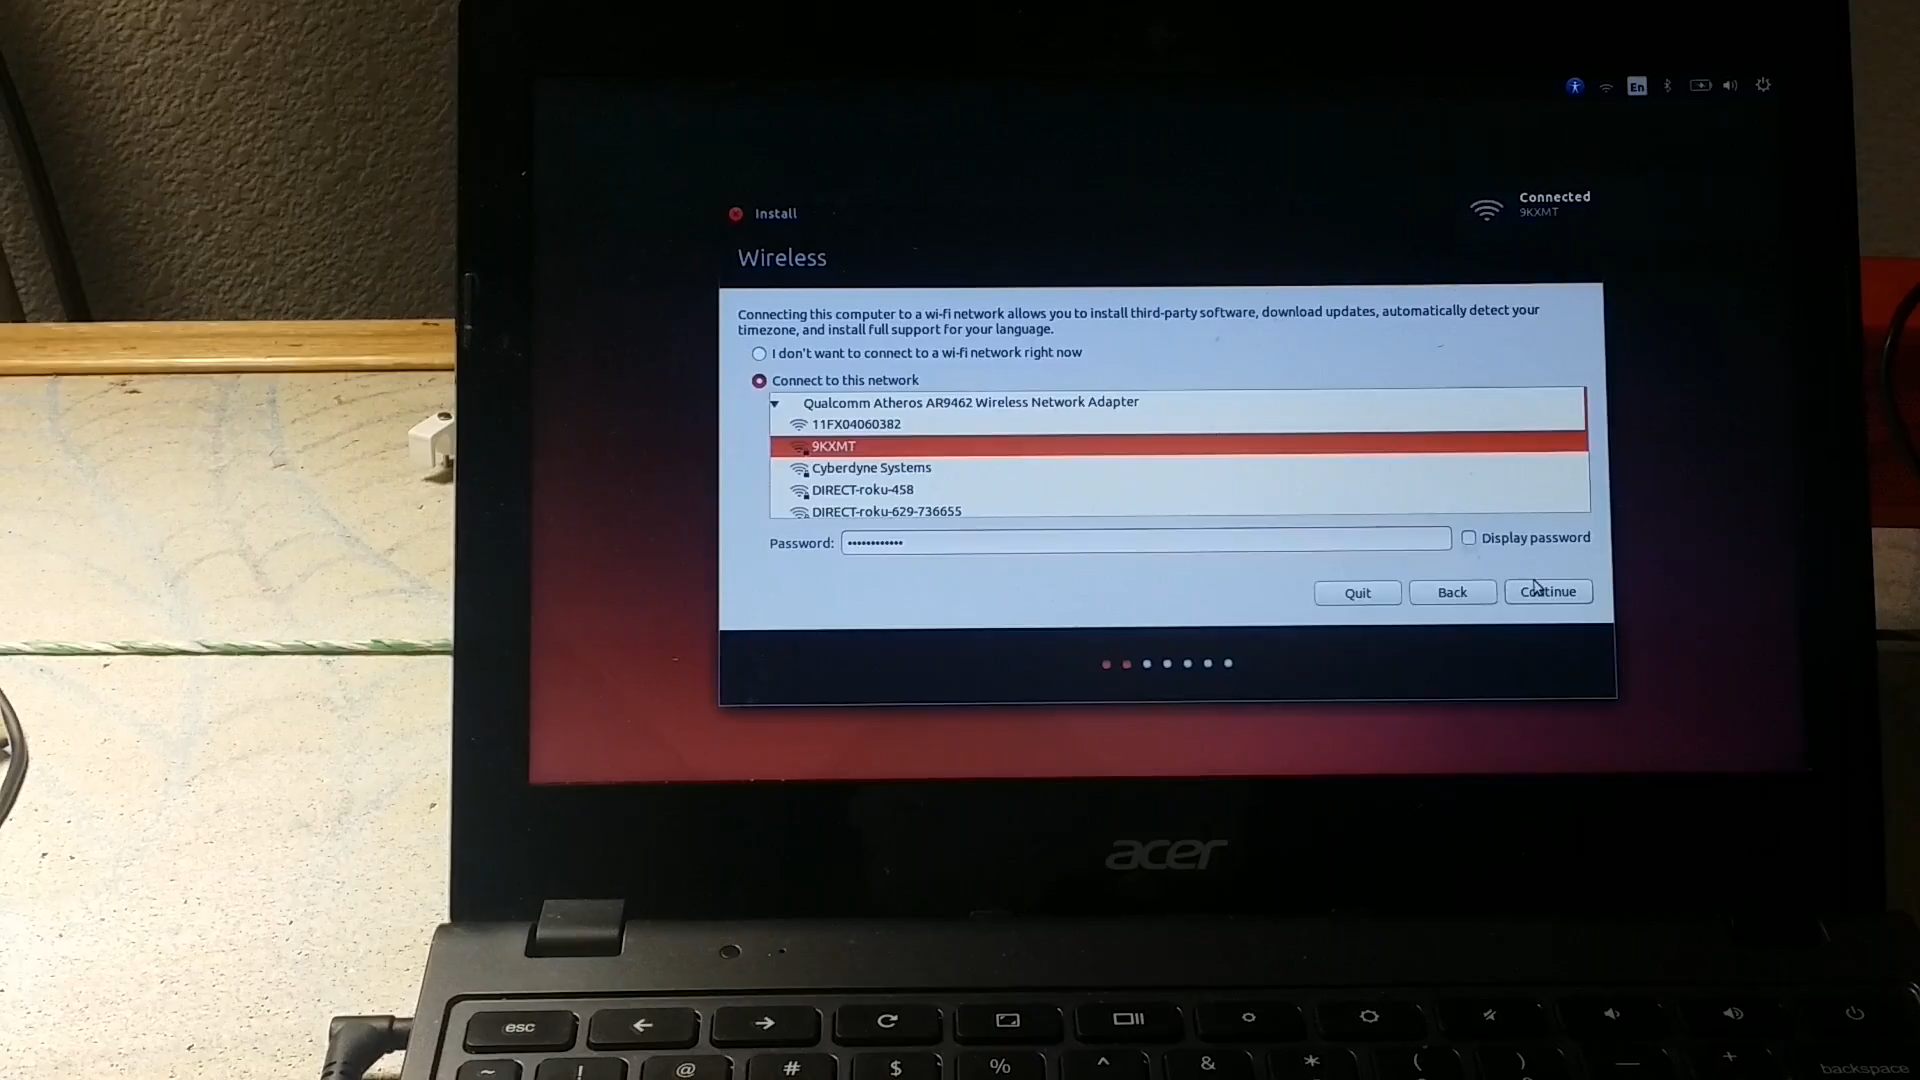 En
Install
Connected
9KXMT
Wireless
Connecting this computer to a wi-fi network allows you to install third-party software, download updates, automatically detect your
timezone, and install full support for your language.
I don't want to connect to a wi-fi network right now
Connect to this network
Qualcomm Atheros AR9462 Wireless Network Adapter
11FX04060382
9KXMT
Cyberdyne Systems
DIRECT-roku-458
DIRECT-roku-629-736655
Password: ••••••••••••
Display password
Quit
Back
Continue
acer
esc
~ ! @ # $ % ^ & * ( ) — +
backspace